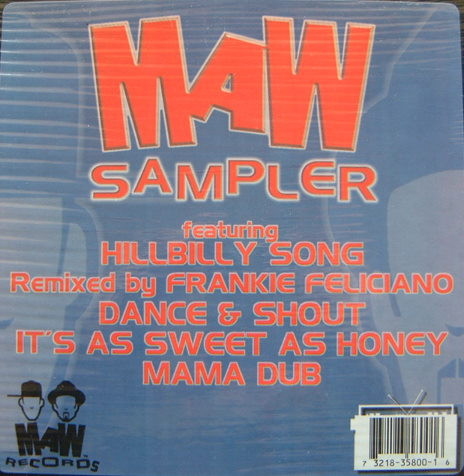 MAW
SAMPLER
featuring
HILLBILLY SONG
Remixed by FRANKIE FELICIANO
DANCE & SHOUT
IT'S AS SWEET AS HONEY
MAMA DUB
MAW
RECORDS
7 3218-35800-1 6